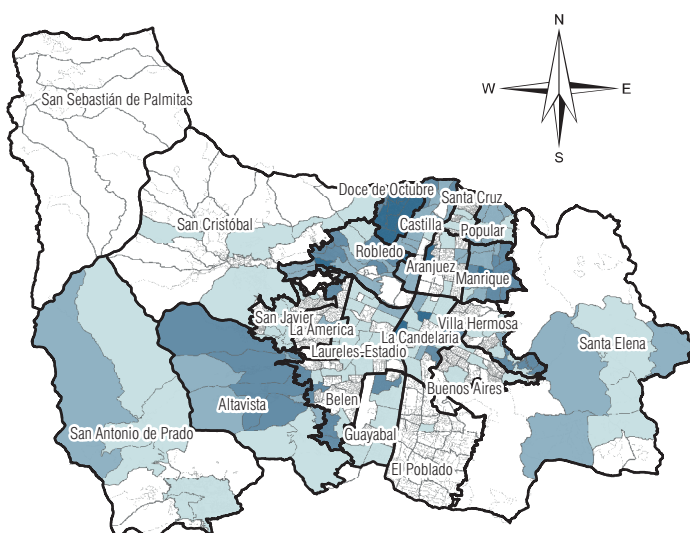 N
W
E
S
San Sebastián de Palmitas
Doce de Octubre
Santa Cruz
San Cristóbal
Castilla
Popular
Robledo
Aranjuez
Manrique
San Javier
La America
Villa Hermosa
La Candelaria
Laureles-Estadio
Santa Elena
Buenos Aires
Altavista
Belen
San Antonio de Prado
Guayabal
El Poblado